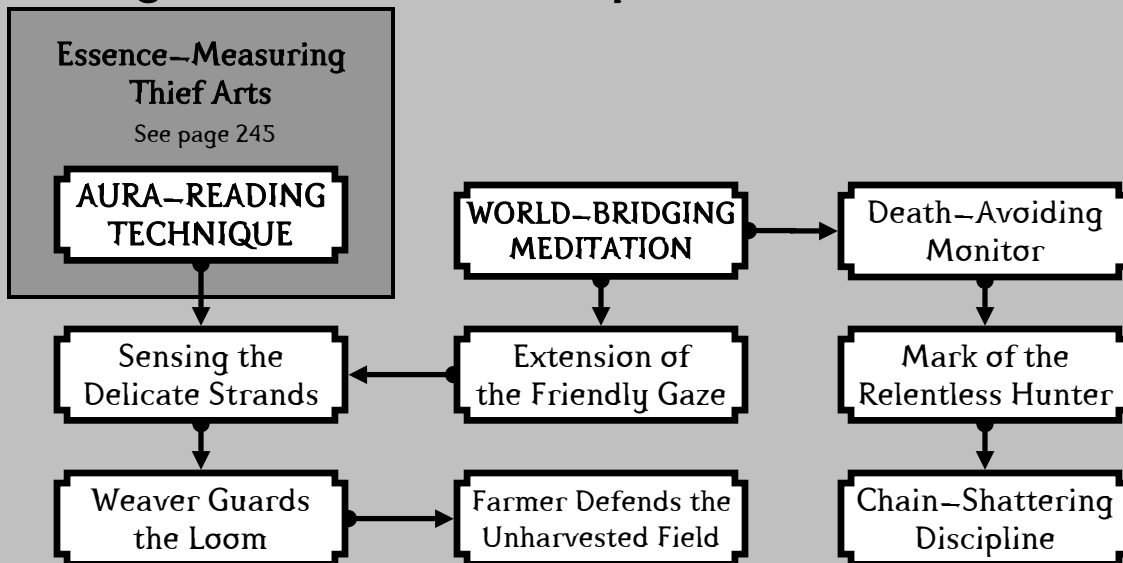 Essence–Measuring
Thief Arts
See page 245
AURA–READING
TECHNIQUE
WORLD–BRIDGING
MEDITATION
Death–Avoiding
Monitor
Sensing the
Delicate Strands
Extension of
the Friendly Gaze
Mark of the
Relentless Hunter
Weaver Guards
the Loom
Farmer Defends the
Unharvested Field
Chain–Shattering
Discipline